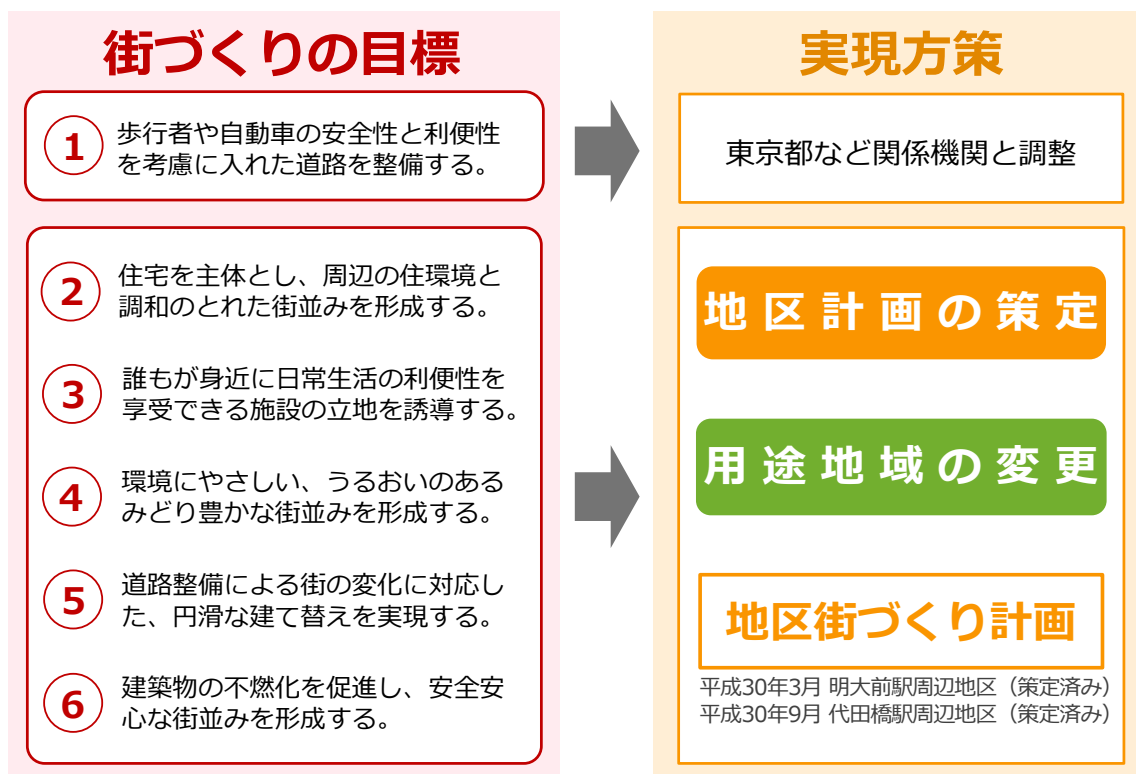 街づくりの目標
1
歩行者や自動車の安全性と利便性
を考慮に入れた道路を整備する。
2
住宅を主体とし、周辺の住環境と
調和のとれた街並みを形成する。
3
誰もが身近に日常生活の利便性を
享受できる施設の立地を誘導する。
4
環境にやさしい、うるおいのある
みどり豊かな街並みを形成する。
5
道路整備による街の変化に対応し
た、円滑な建て替えを実現する。
6
建築物の不燃化を促進し、安全安
心な街並みを形成する。
実現方策
東京都など関係機関と調整
地区計画の策定
用途地域の変更
地区街づくり計画
平成30年3月 明大前駅周辺地区（策定済み）
平成30年9月 代田橋駅周辺地区（策定済み）